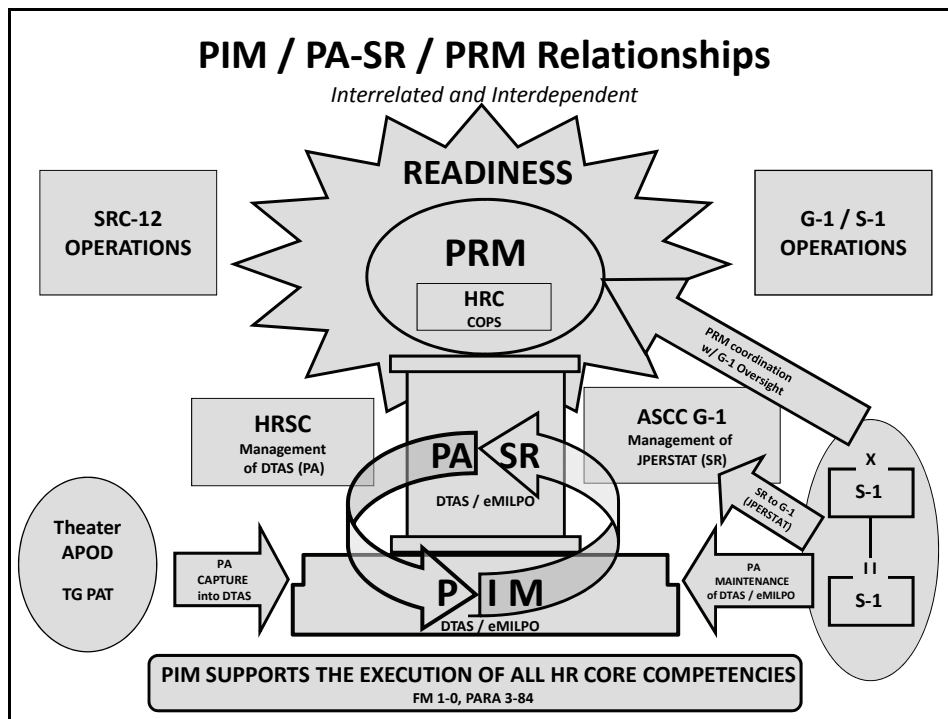 PIM / PA-SR / PRM Relationships
Interrelated and Interdependent
READINESS
SRC-12
OPERATIONS
G-1 / S-1
OPERATIONS
PRM
HRC
COPS
PRM coordination
w/ G-1 Oversight
HRSC
Management
of DTAS (PA)
ASCC G-1
Management of
JPERSTAT (SR)
PA SR
DTAS / eMILPO
X
S-1
SR to G-1
(JPERSTAT)
Theater
APOD
TG PAT
PA
CAPTURE
into DTAS
P I M
DTAS / eMILPO
PA
MAINTENANCE
of DTAS / eMILPO
I I
S-1
PIM SUPPORTS THE EXECUTION OF ALL HR CORE COMPETENCIES
FM 1-0, PARA 3-84